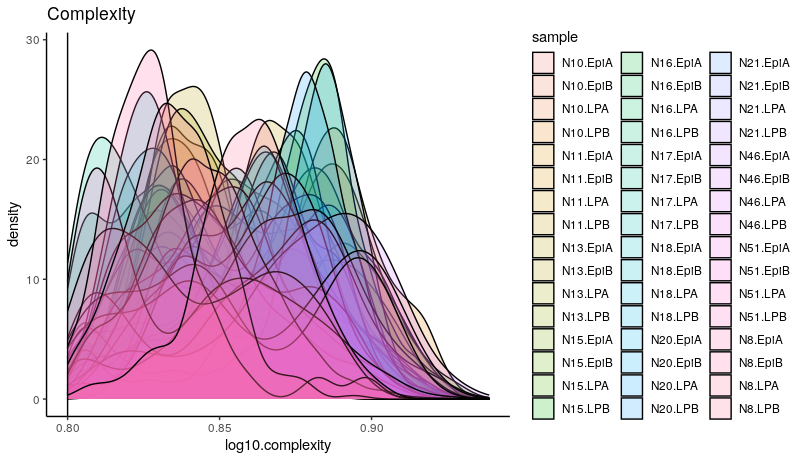 Complexity
30
20
10
0
density
0.80
0.85
0.90
log10.complexity
sample
N10.EpiA
N10.EpiB
N10.LPA
N10.LPB
N11.EpiA
N11.EpiB
N11.LPA
N11.LPB
N13.EpiA
N13.EpiB
N13.LPA
N13.LPB
N15.EpiA
N15.EpiB
N15.LPA
N15.LPB
N16.EpiA
N16.EpiB
N16.LPA
N16.LPB
N17.EpiA
N17.EpiB
N17.LPA
N17.LPB
N18.EpiA
N18.EpiB
N18.LPA
N18.LPB
N20.EpiA
N20.EpiB
N20.LPA
N20.LPB
N21.EpiA
N21.EpiB
N21.LPA
N21.LPB
N46.EpiA
N46.EpiB
N46.LPA
N46.LPB
N51.EpiA
N51.EpiB
N51.LPA
N51.LPB
N8.EpiA
N8.EpiB
N8.LPA
N8.LPB